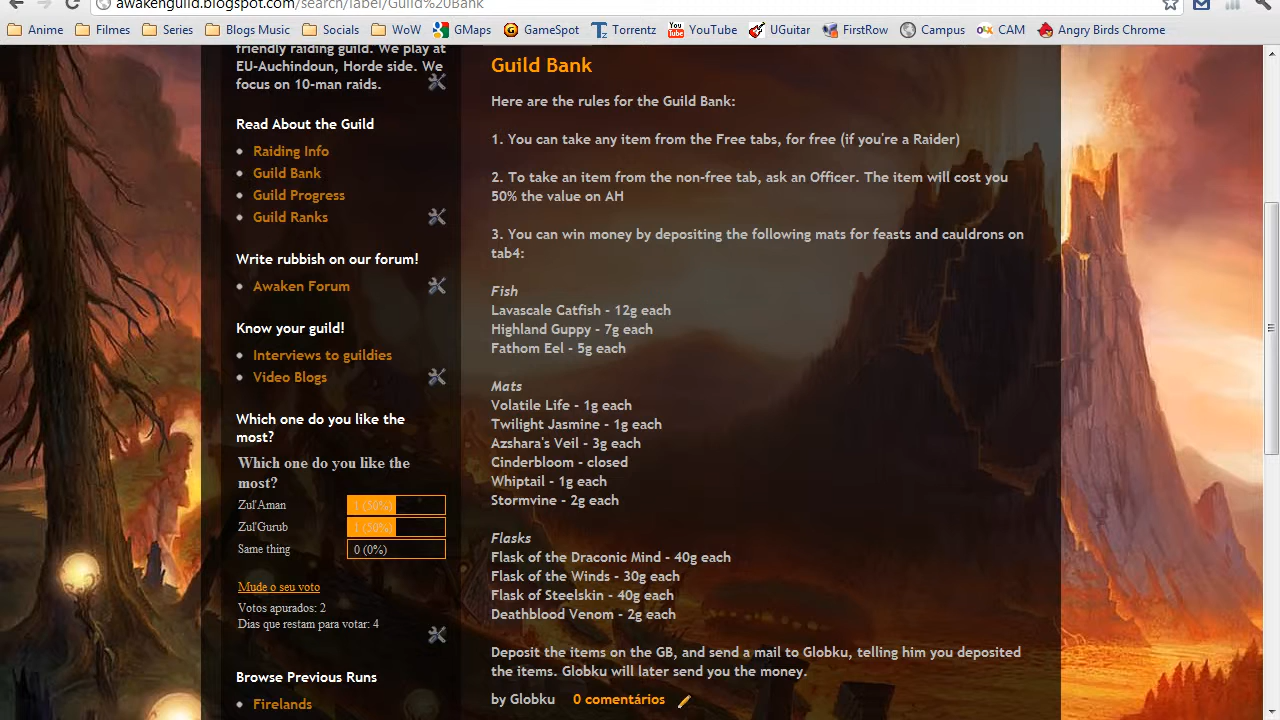 awakenguild.blogspot.com/search/label/Guild%20Bank
Anime Filmes Series Blogs Music Socials WoW GMaps GameSpot Torrentz YouTube UGuitar FirstRow Campus CAM Angry Birds Chrome
friendly raiding guild. We play at
EU-Auchindoun, Horde side. We
focus on 10-man raids.
Read About the Guild
Raiding Info
Guild Bank
Guild Progress
Guild Ranks
Write rubbish on our forum!
Awaken Forum
Know your guild!
Interviews to guildies
Video Blogs
Which one do you like the
most?
Which one do you like the
most?
Zul'Aman 1 (50%)
Zul'Gurub 1 (50%)
Same thing 0 (0%)
Mude o seu voto
Votos apurados: 2
Dias que restam para votar: 4
Browse Previous Runs
Firelands
Guild Bank
Here are the rules for the Guild Bank:
1. You can take any item from the Free tabs, for free (if you're a Raider)
2. To take an item from the non-free tab, ask an Officer. The item will cost you
50% the value on AH
3. You can win money by depositing the following mats for feasts and cauldrons on
tab4:
Fish
Lavascale Catfish - 12g each
Highland Guppy - 7g each
Fathom Eel - 5g each
Mats
Volatile Life - 1g each
Twilight Jasmine - 1g each
Azshara's Veil - 3g each
Cinderbloom - closed
Whiptail - 1g each
Stormvine - 2g each
Flasks
Flask of the Draconic Mind - 40g each
Flask of the Winds - 30g each
Flask of Steelskin - 40g each
Deathblood Venom - 2g each
Deposit the items on the GB, and send a mail to Globku, telling him you deposited
the items. Globku will later send you the money.
by Globku 0 comentários